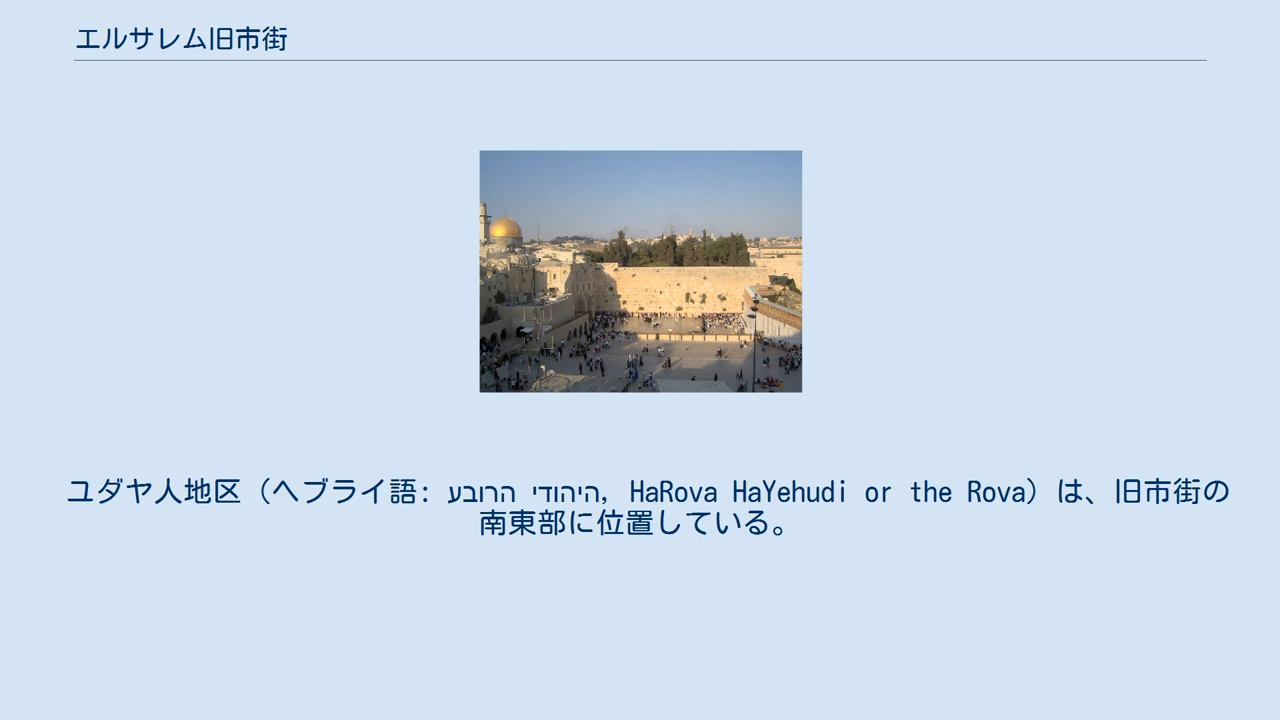 エルサレム旧市街
ユダヤ人地区（ヘブライ語: היהודי הרובע, HaRova HaYehudi or the Rova）は、旧市街の
南東部に位置している。